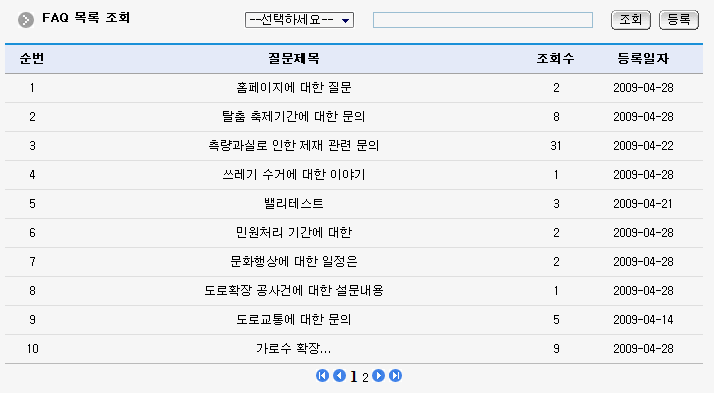 FAQ 목록 조회 --선택하세요-- 조회 등록
순번 질문제목 조회수 등록일자
1 홈페이지에 대한 질문 2 2009-04-28
2 탈춤 축제기간에 대한 문의 8 2009-04-28
3 측량과실로 인한 제재 관련 문의 31 2009-04-22
4 쓰레기 수거에 대한 이야기 1 2009-04-28
5 밸리테스트 3 2009-04-21
6 민원처리 기간에 대한 2 2009-04-28
7 문화행상에 대한 일정은 2 2009-04-28
8 도로확장 공사건에 대한 설문내용 1 2009-04-28
9 도로교통에 대한 문의 5 2009-04-14
10 가로수 확장... 9 2009-04-28
1 2